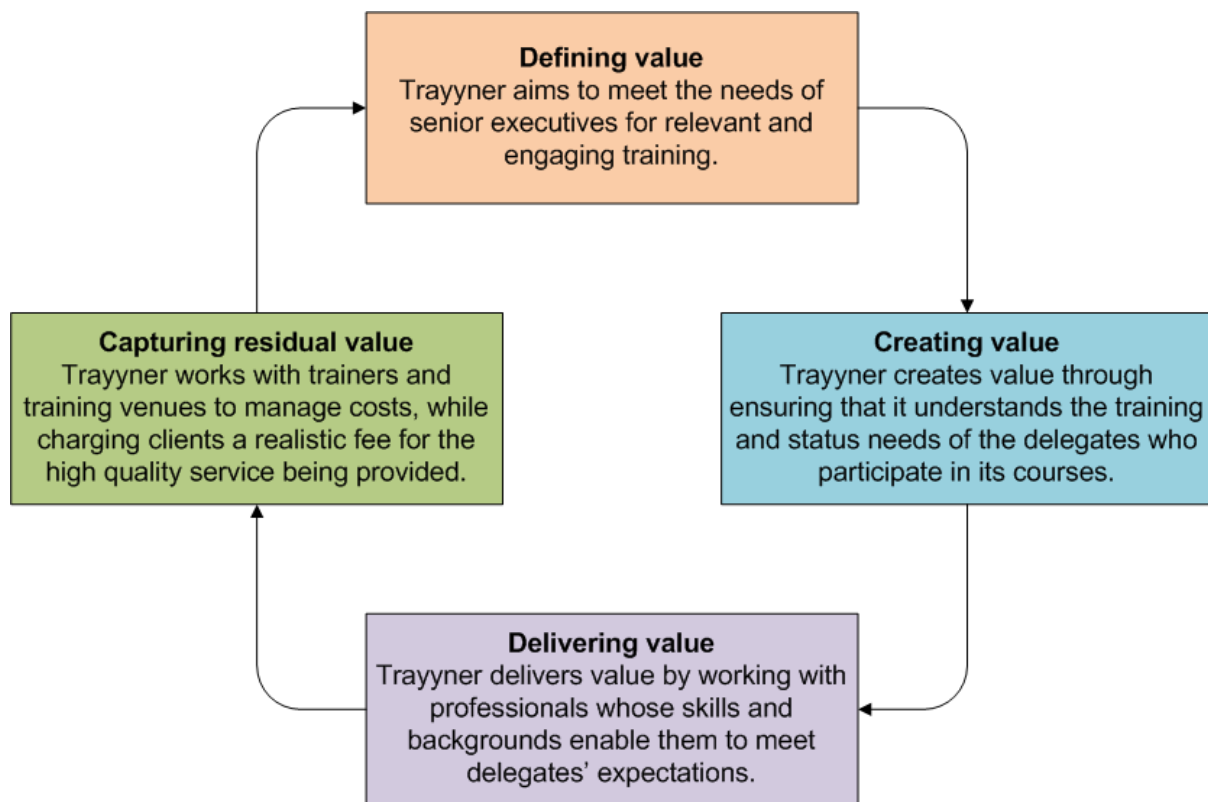 Defining value
Trayyner aims to meet the needs of
senior executives for relevant and
engaging training.
Capturing residual value
Trayyner works with trainers and
training venues to manage costs, while
charging clients a realistic fee for the
high quality service being provided.
Creating value
Trayyner creates value through
ensuring that it understands the training
and status needs of the delegates who
participate in its courses.
Delivering value
Trayyner delivers value by working with
professionals whose skills and
backgrounds enable them to meet
delegates’ expectations.